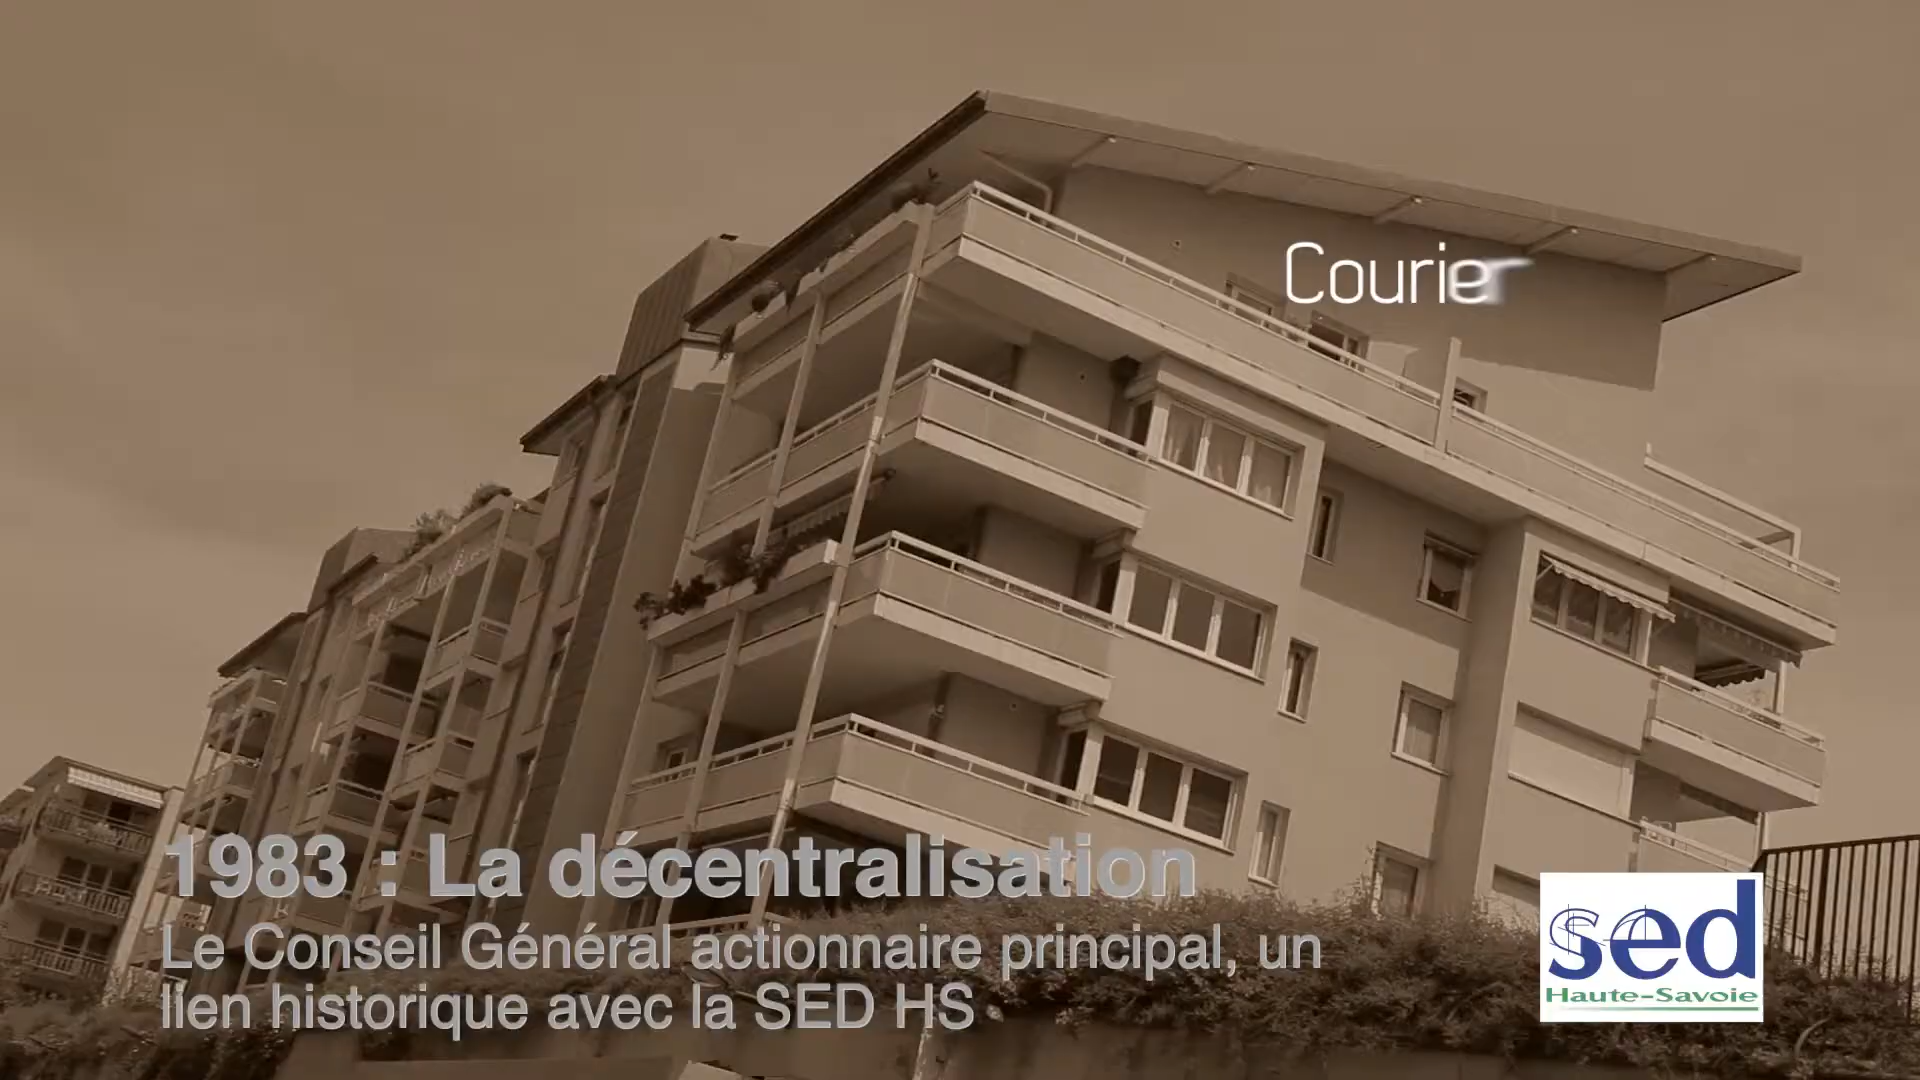 Courier
1983 : La décentralisation
Le Conseil Général actionnaire principal, un
lien historique avec la SED HS
sed
Haute-Savoie